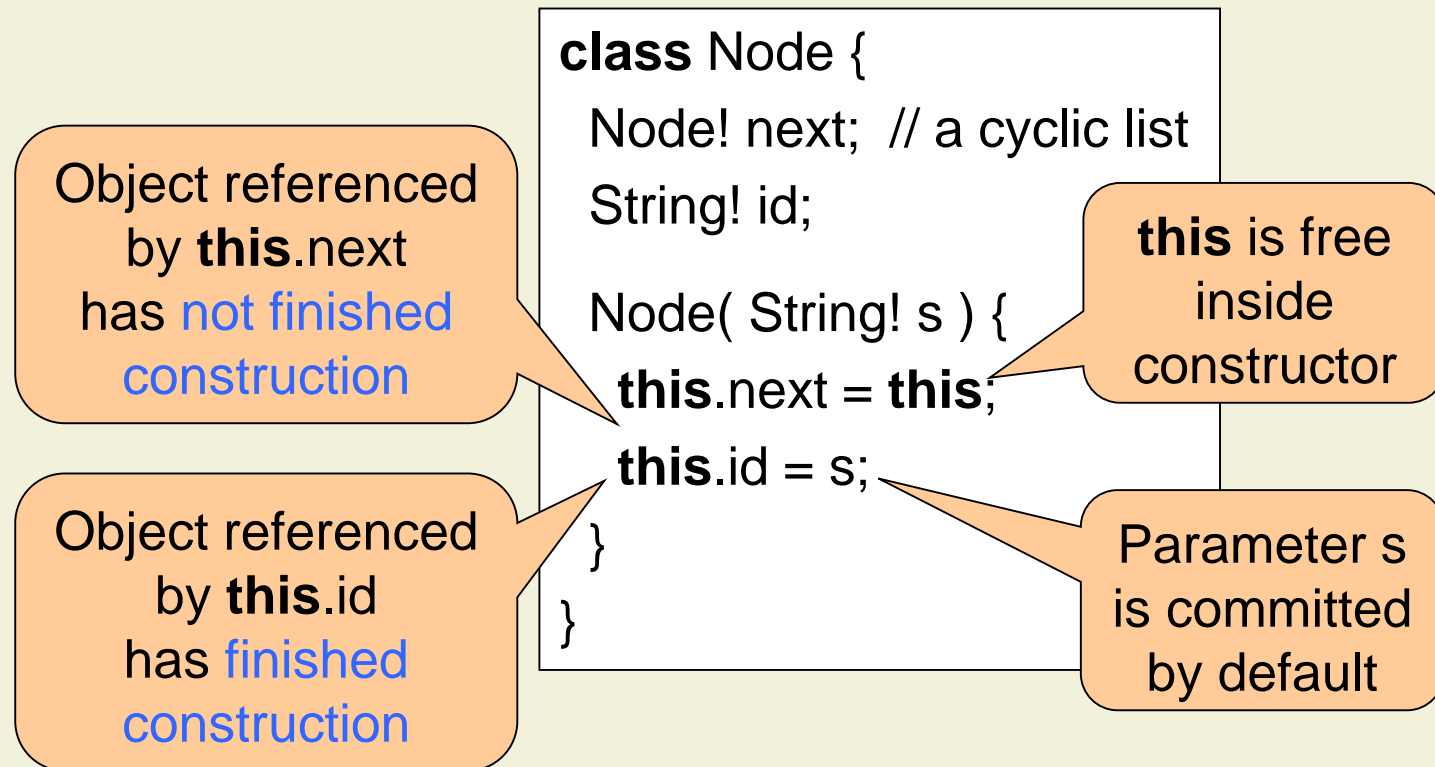 class Node {
Node! next; // a cyclic list
String! id;
Node( String! s ) {
this.next = this;
this.id = s;
}
}
Object referenced
by this.next
has not finished
construction
Object referenced
by this.id
has finished
construction
this is free
inside
constructor
Parameter s
is committed
by default